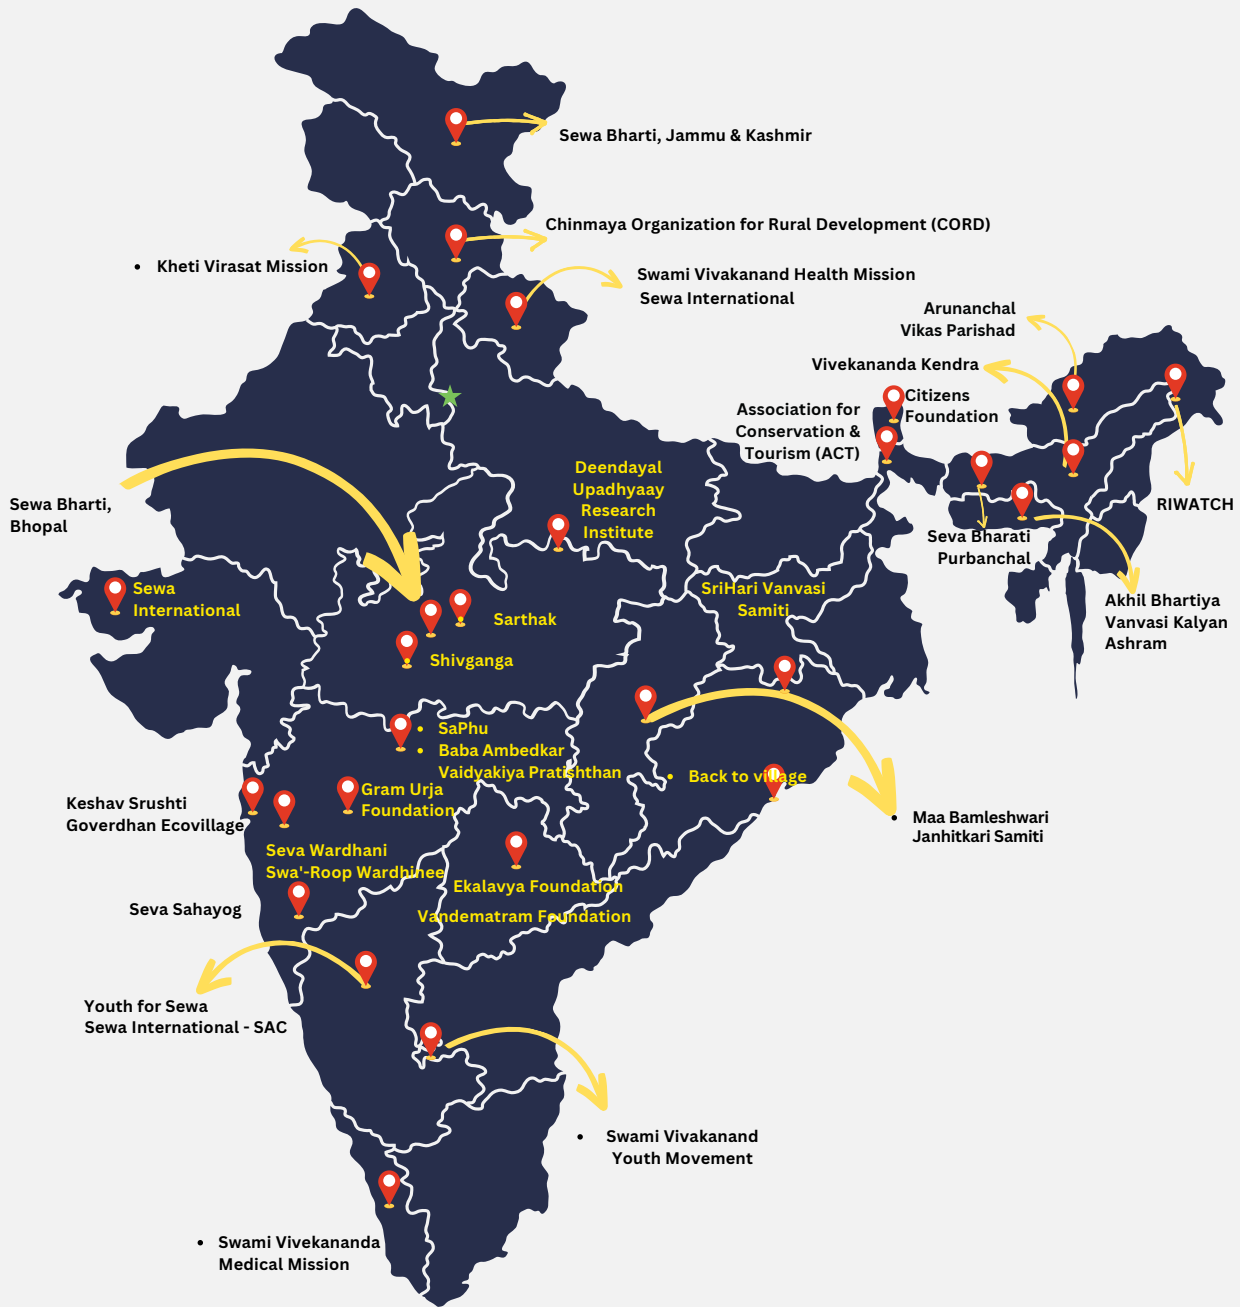 Sewa Bharti, Jammu & Kashmir
Chinmaya Organization for Rural Development (CORD)
• Kheti Virasat Mission
Swami Vivakanand Health Mission
Sewa International
Arunanchal
Vikas Parishad
Vivekananda Kendra
Citizens
Foundation
Association for
Conservation &
Tourism (ACT)
Deendayal
Upadhyaay
Research
Institute
Sewa Bharti,
Bhopal
RIWATCH
Seva Bharati
Purbanchal
Sewa
International
SriHari Vanvasi
Samiti
Akhil Bhartiya
Vanvasi Kalyan
Ashram
Sarthak
Shivganga
• SaPhu
• Baba Ambedkar
Vaidyakiya Pratishthan
• Back to village
Gram Urja
Foundation
Keshav Srushti
Goverdhan Ecovillage
• Maa Bamleshwari
Janhitkari Samiti
Seva Wardhani
Swa'-Roop Wardhinee
Ekalavya Foundation
Vandematram Foundation
Seva Sahayog
Youth for Sewa
Sewa International - SAC
• Swami Vivakanand
Youth Movement
• Swami Vivekananda
Medical Mission